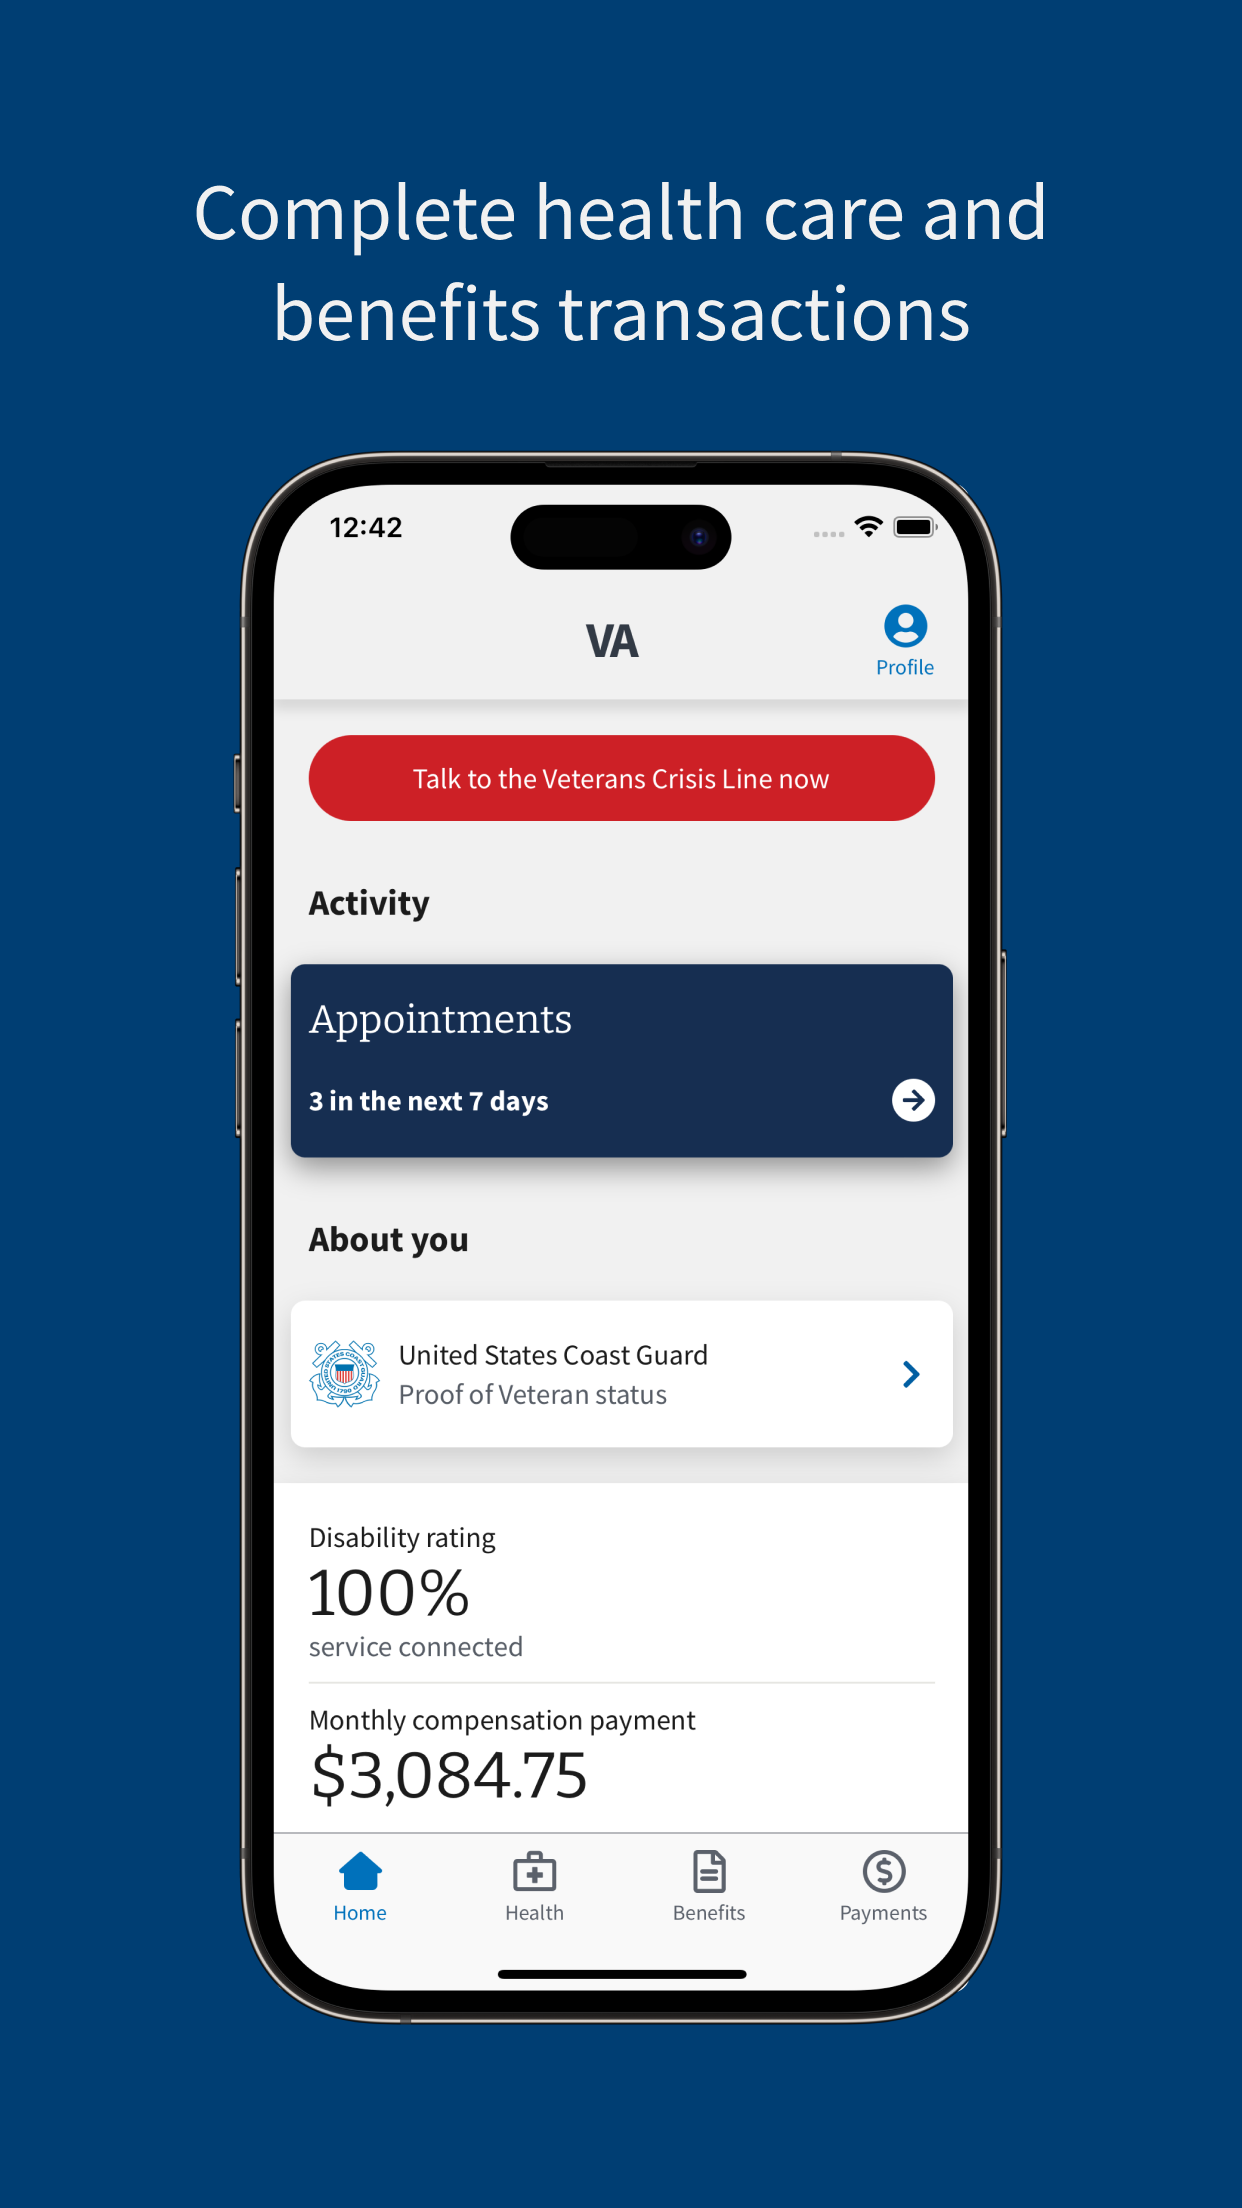 Complete health care and
benefits transactions
12:42
VA
Profile
Talk to the Veterans Crisis Line now
Activity
Appointments
3 in the next 7 days
About you
United States Coast Guard
Proof of Veteran status
Disability rating
100%
service connected
Monthly compensation payment
$3,084.75
Home
Health
Benefits
Payments